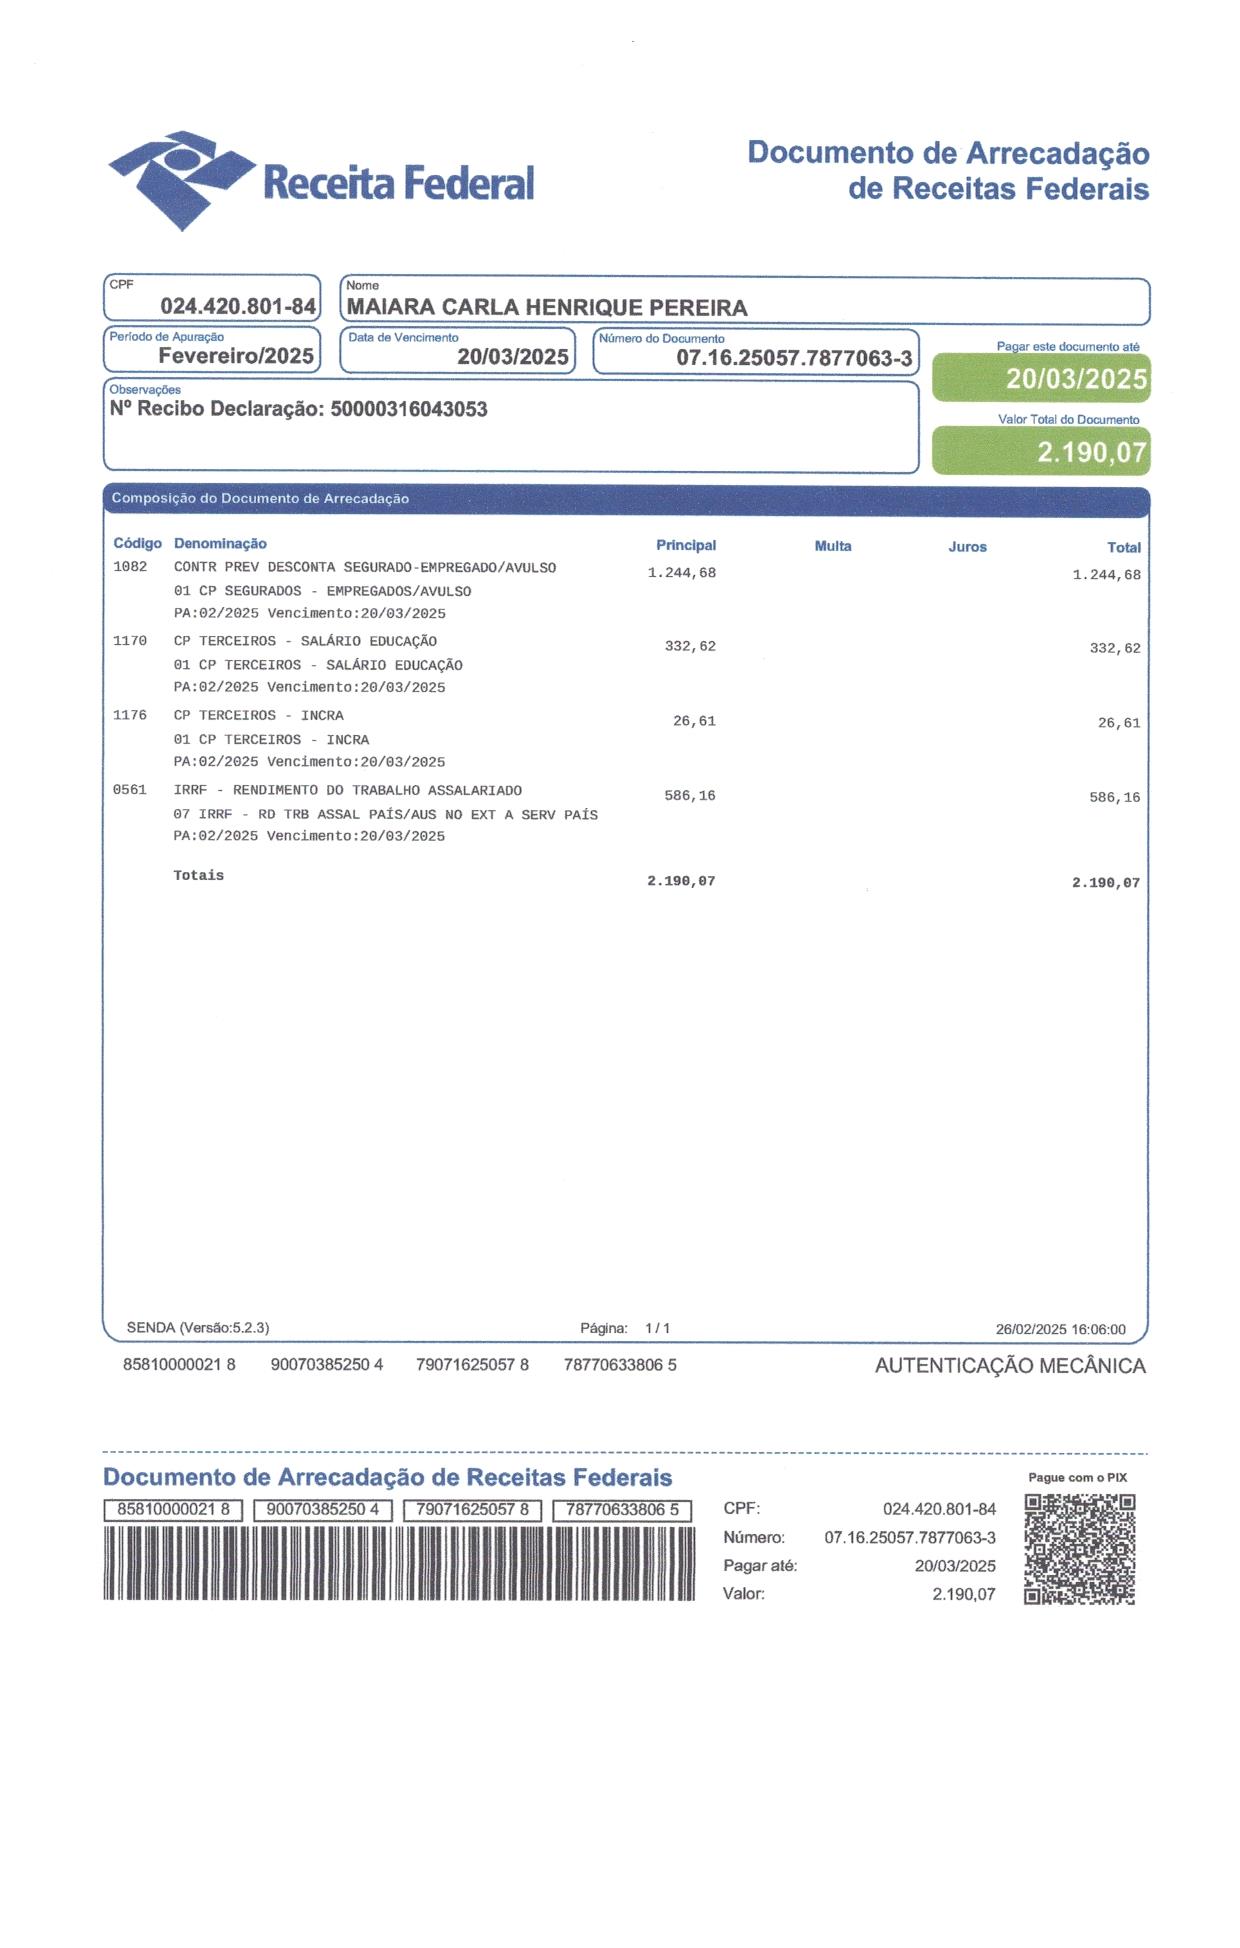 Receita Federal
Documento de Arrecadação
de Receitas Federais
CPF
024.420.801-84
Nome
MAIARA CARLA HENRIQUE PEREIRA
Período de Apuração
Fevereiro/2025
Data de Vencimento
20/03/2025
Número do Documento
07.16.25057.7877063-3
Pagar este documento até
20/03/2025
Observações
Nº Recibo Declaração: 50000316043053
Valor Total do Documento
2.190,07
Composição do Documento de Arrecadação
Código Denominação Principal Multa Juros Total
1082 CONTR PREV DESCONTA SEGURADO-EMPREGADO/AVULSO 1.244,68 1.244,68
01 CP SEGURADOS - EMPREGADOS/AVULSO
PA:02/2025 Vencimento:20/03/2025
1170 CP TERCEIROS - SALÁRIO EDUCAÇÃO 332,62 332,62
01 CP TERCEIROS - SALÁRIO EDUCAÇÃO
PA:02/2025 Vencimento:20/03/2025
1176 CP TERCEIROS - INCRA 26,61 26,61
01 CP TERCEIROS - INCRA
PA:02/2025 Vencimento:20/03/2025
0561 IRRF - RENDIMENTO DO TRABALHO ASSALARIADO 586,16 586,16
07 IRRF - RD TRB ASSAL PAÍS/AUS NO EXT A SERV PAÍS
PA:02/2025 Vencimento:20/03/2025
Totais 2.190,07 2.190,07
SENDA (Versão:5.2.3) Página: 1 / 1 26/02/2025 16:06:00
85810000021 8 90070385250 4 79071625057 8 78770633806 5 AUTENTICAÇÃO MECÂNICA
Documento de Arrecadação de Receitas Federais
85810000021 8 90070385250 4 79071625057 8 78770633806 5
CPF: 024.420.801-84
Número: 07.16.25057.7877063-3
Pagar até: 20/03/2025
Valor: 2.190,07
Pague com o PIX